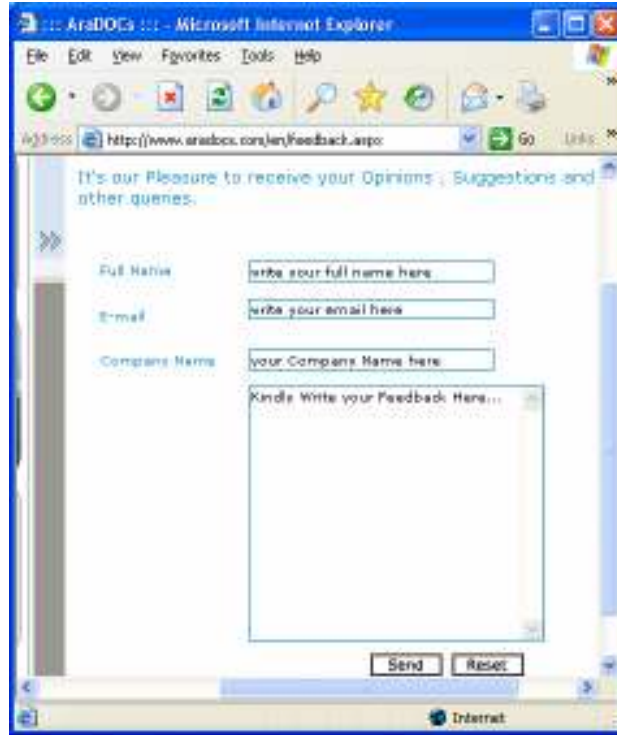 ::: AraDOCs ::: - Microsoft Internet Explorer
File Edit View Favorites Tools Help
Address http://www.aradocs.com/en/feedback.aspx Go Links »
It's our Pleasure to receive your Opinions , Suggestions and
other queries.
Full Name write your full name here
E-mail write your email here
Company Name your Company Name here
Kindly Write your Feedback Here...
Send Reset
Internet